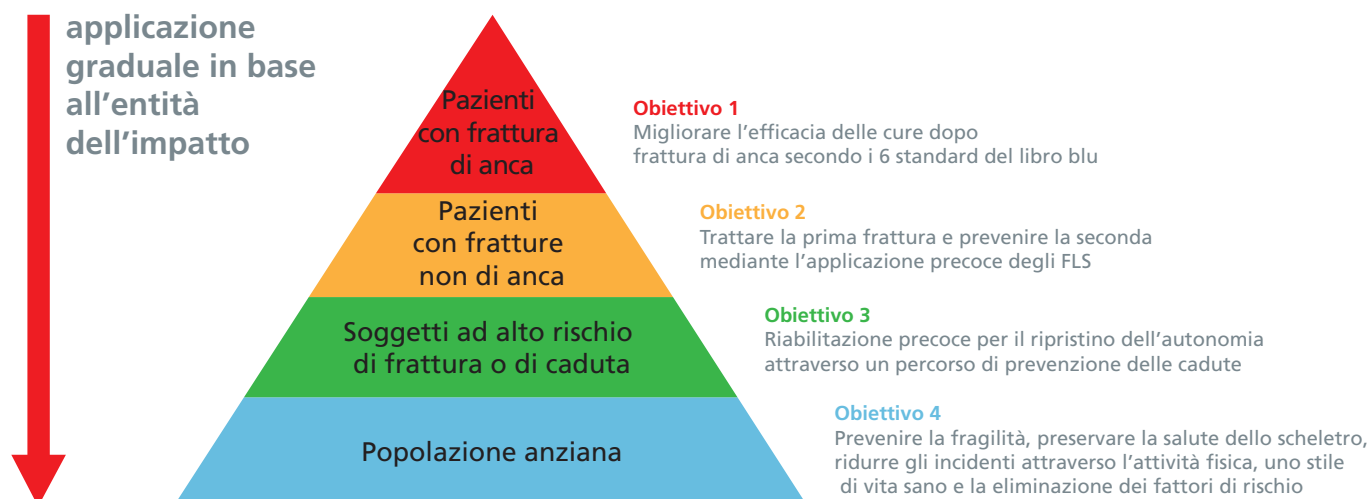 applicazione
graduale in base
all'entità
dell'impatto
Pazienti
con frattura
di anca
Obiettivo 1
Migliorare l'efficacia delle cure dopo
frattura di anca secondo i 6 standard del libro blu
Pazienti
con fratture
non di anca
Obiettivo 2
Trattare la prima frattura e prevenire la seconda
mediante l'applicazione precoce degli FLS
Soggetti ad alto rischio
di frattura o di caduta
Obiettivo 3
Riabilitazione precoce per il ripristino dell'autonomia
attraverso un percorso di prevenzione delle cadute
Popolazione anziana
Obiettivo 4
Prevenire la fragilità, preservare la salute dello scheletro,
ridurre gli incidenti attraverso l'attività fisica, uno stile
di vita sano e la eliminazione dei fattori di rischio